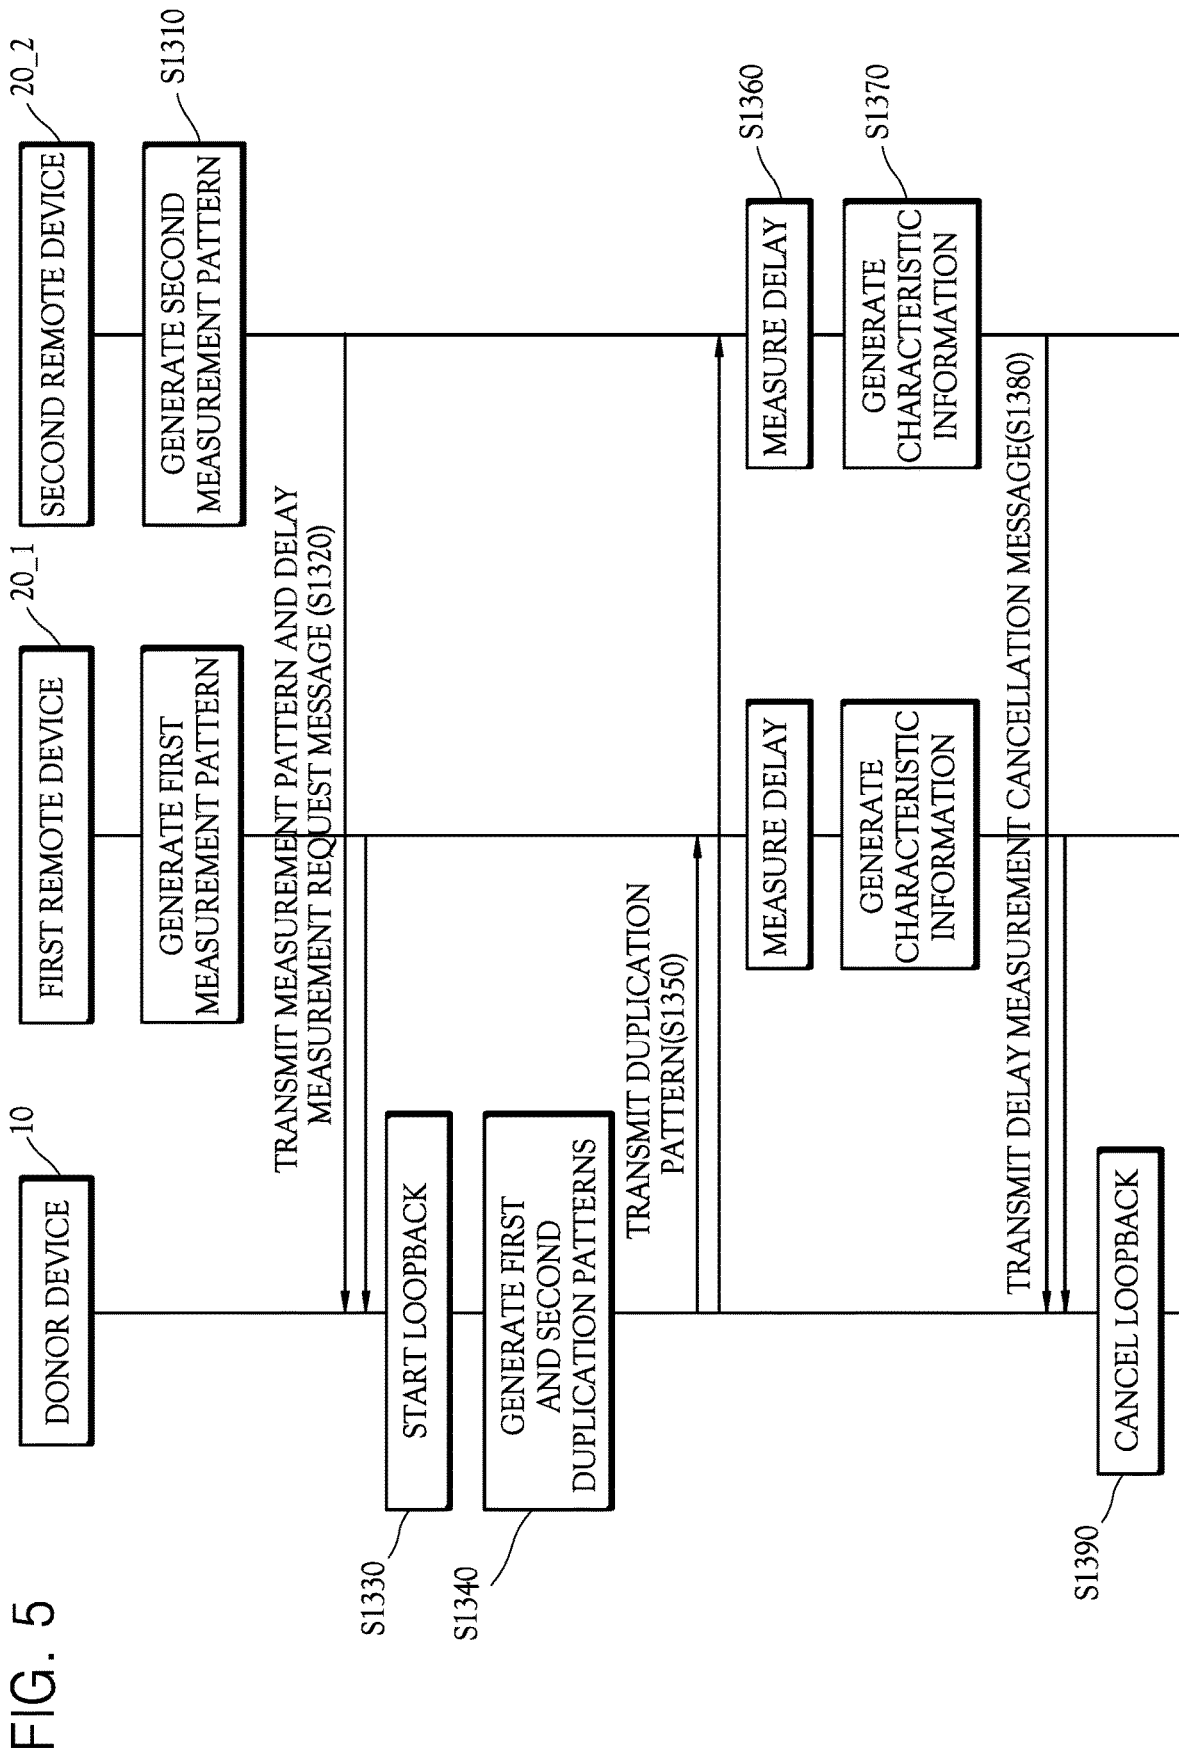 FIG. 5
DONOR DEVICE
10
FIRST REMOTE DEVICE
20_1
SECOND REMOTE DEVICE
20_2
GENERATE FIRST
MEASUREMENT PATTERN
GENERATE SECOND
MEASUREMENT PATTERN
S1310
TRANSMIT MEASUREMENT PATTERN AND DELAY
MEASUREMENT REQUEST MESSAGE (S1320)
S1330
START LOOPBACK
S1340
GENERATE FIRST
AND SECOND
DUPLICATION PATTERNS
TRANSMIT DUPLICATION
PATTERN(S1350)
MEASURE DELAY
MEASURE DELAY
S1360
GENERATE
CHARACTERISTIC
INFORMATION
GENERATE
CHARACTERISTIC
INFORMATION
S1370
TRANSMIT DELAY MEASUREMENT CANCELLATION MESSAGE(S1380)
S1390
CANCEL LOOPBACK